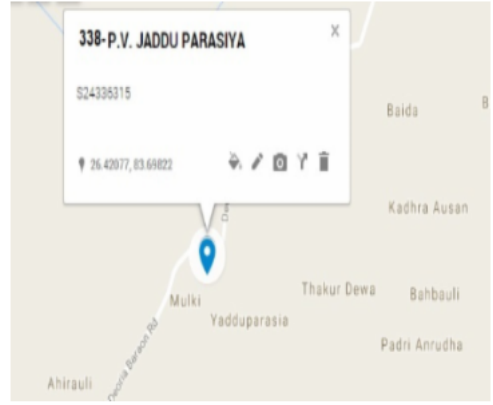 338-P.V. JADDU PARASIYA
x
S24336315
26.42077, 83.69822
Baida
B
Kadhra Ausan
Thakur Dewa
Bahbauli
Mulki
Yadduparasia
Padri Anrudha
Deoria Baraon Rd
Ahirauli